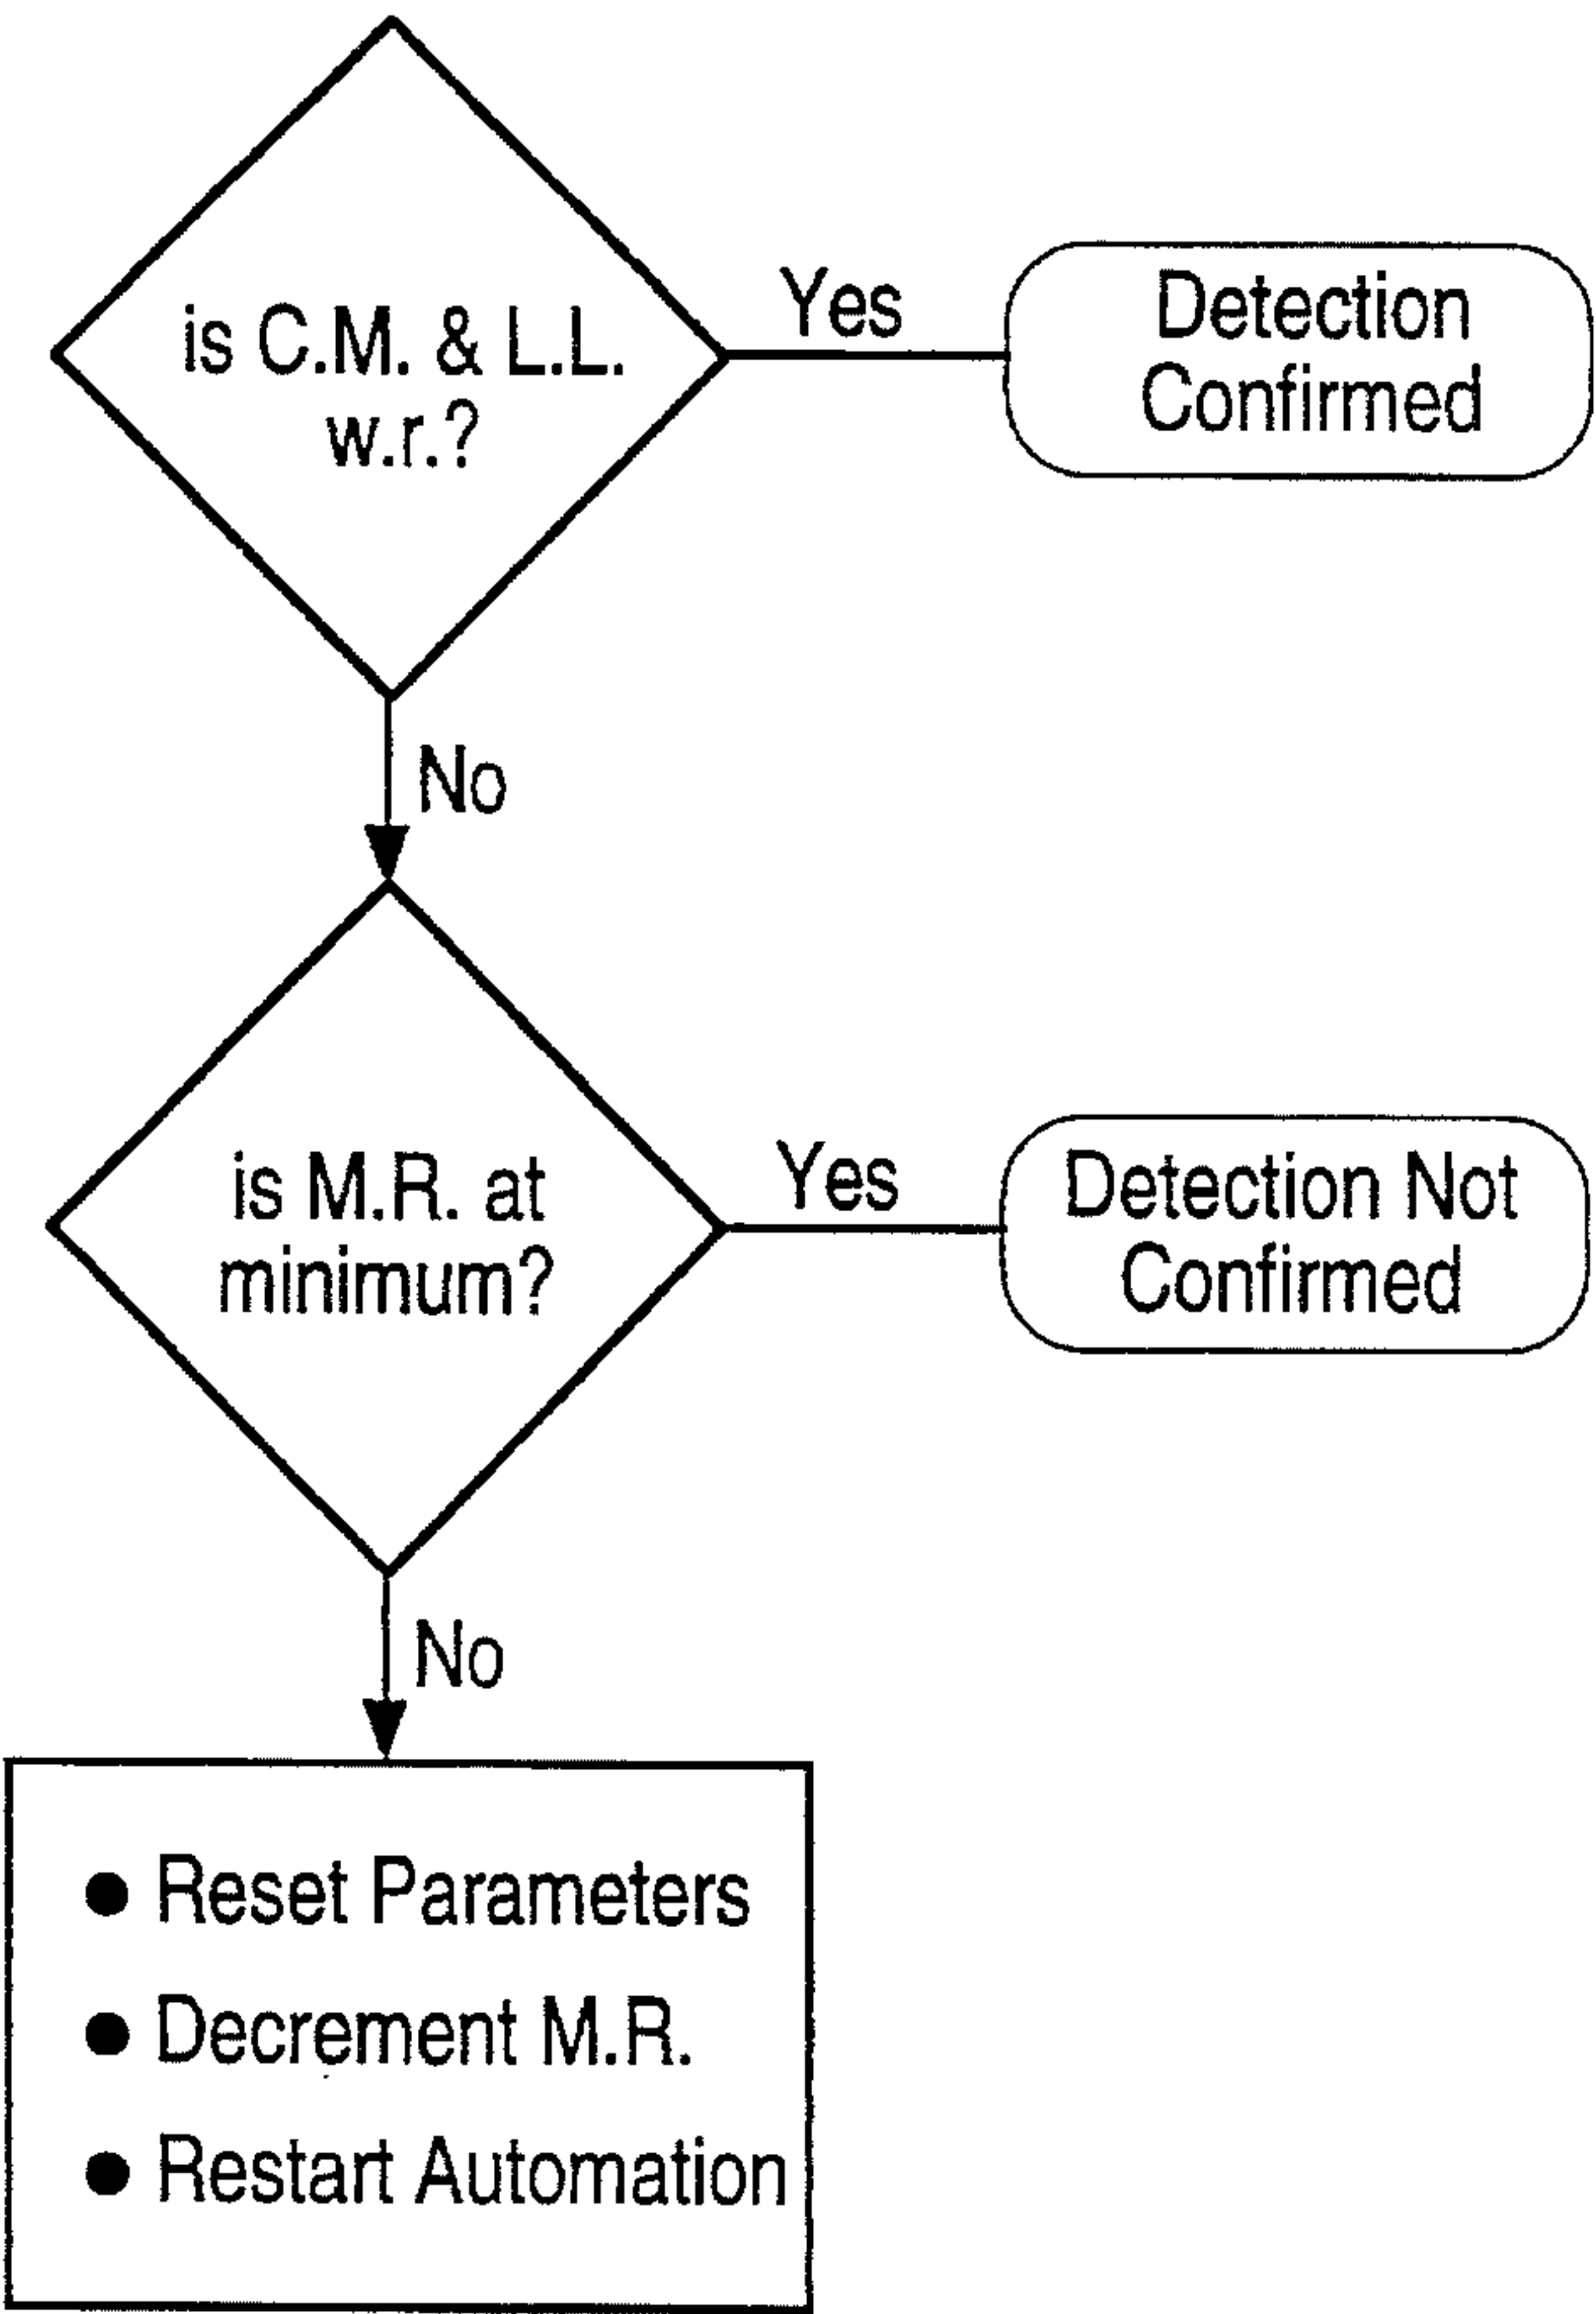 is C.M. & L.L.
w.r.?
Yes
Detection
Confirmed
No
is M.R. at
minimum?
Yes
Detection Not
Confirmed
No
● Reset Parameters
● Decrement M.R.
● Restart Automation